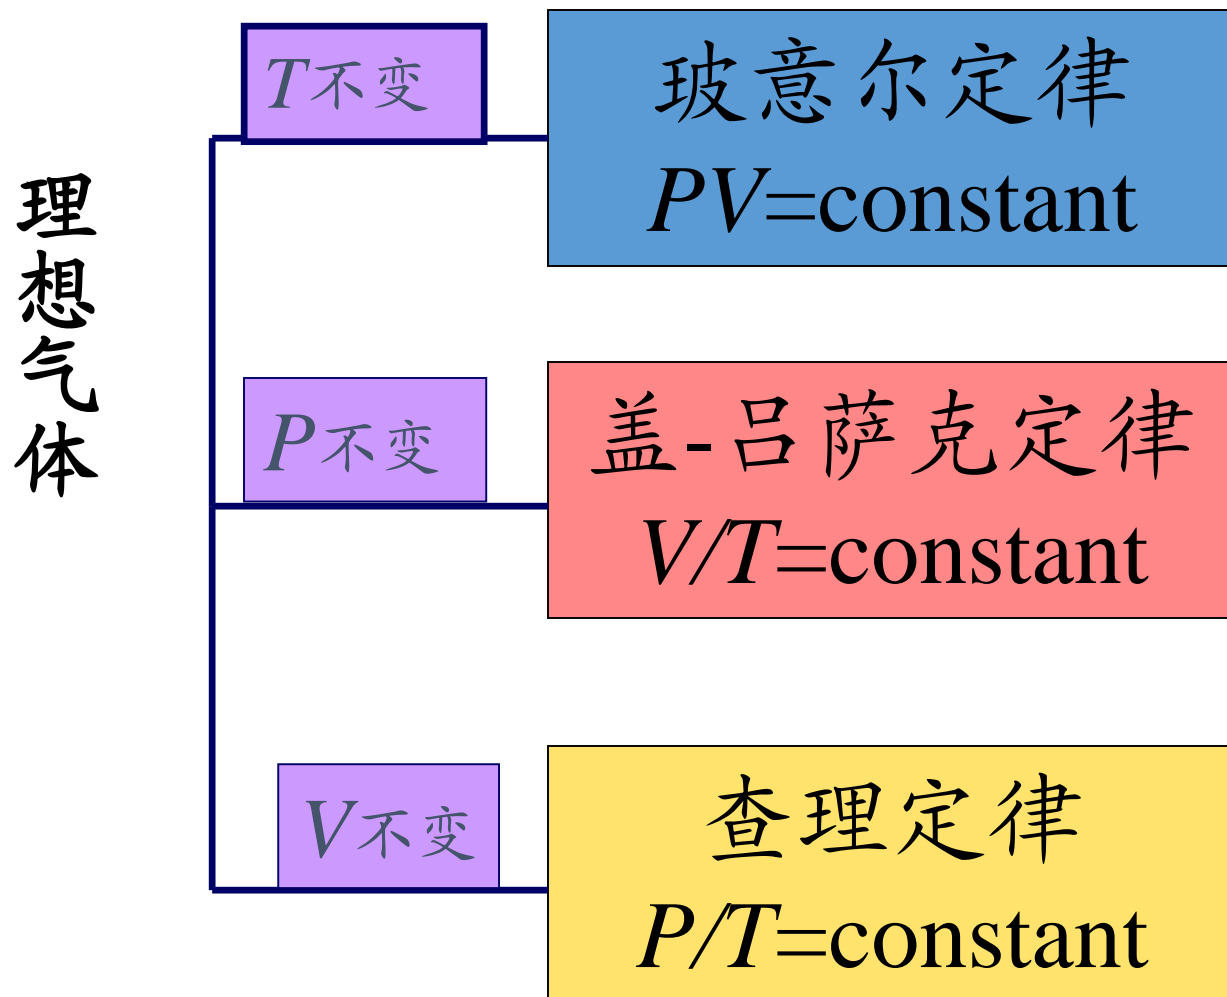 理想气体
T不变
玻意尔定律
PV=constant
P不变
盖-吕萨克定律
V/T=constant
V不变
查理定律
P/T=constant